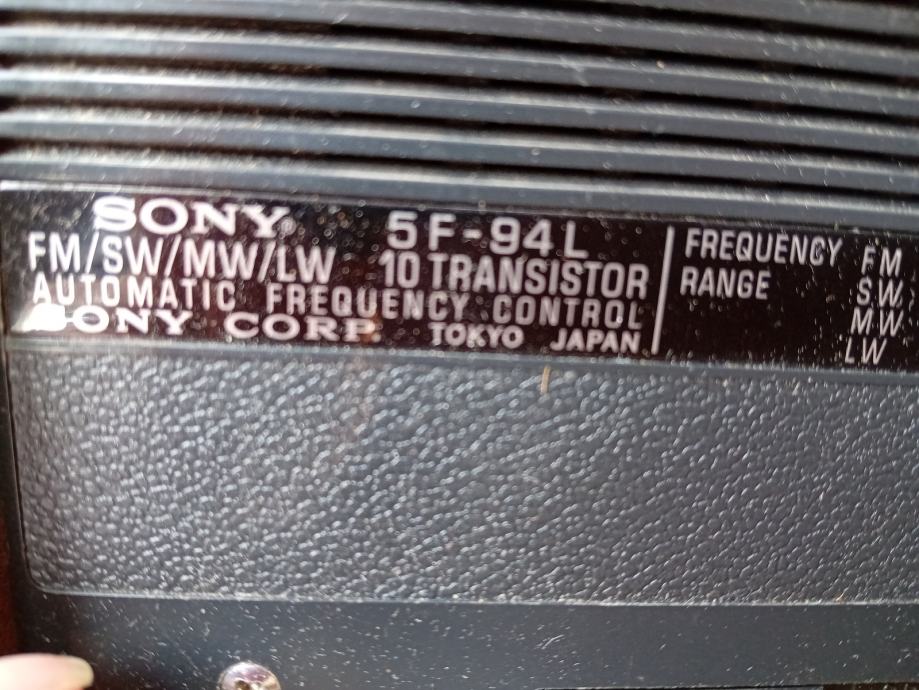 SONY 5F-94L
FM/SW/MW/LW 10 TRANSISTOR
AUTOMATIC FREQUENCY CONTROL
SONY CORP TOKYO JAPAN
FREQUENCY RANGE
FM
SW
MW
LW